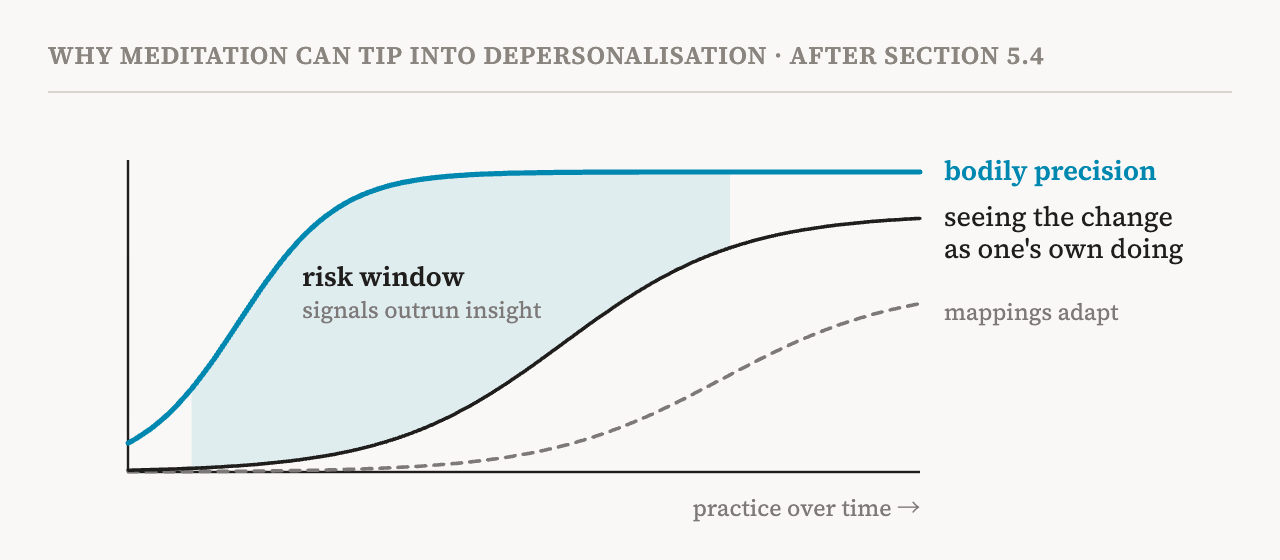 WHY MEDITATION CAN TIP INTO DEPERSONALISATION · AFTER SECTION 5.4
bodily precision
seeing the change
as one's own doing
risk window
signals outrun insight
mappings adapt
practice over time →